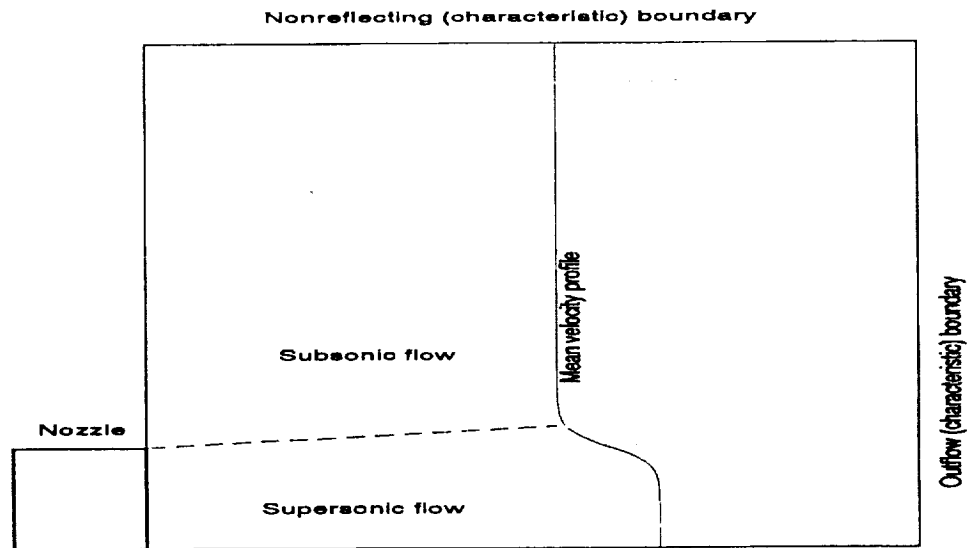 Nonreflecting (characteristic) boundary
Mean velocity profile
Outflow (characteristic) boundary
Subsonic flow
Nozzle
Supersonic flow